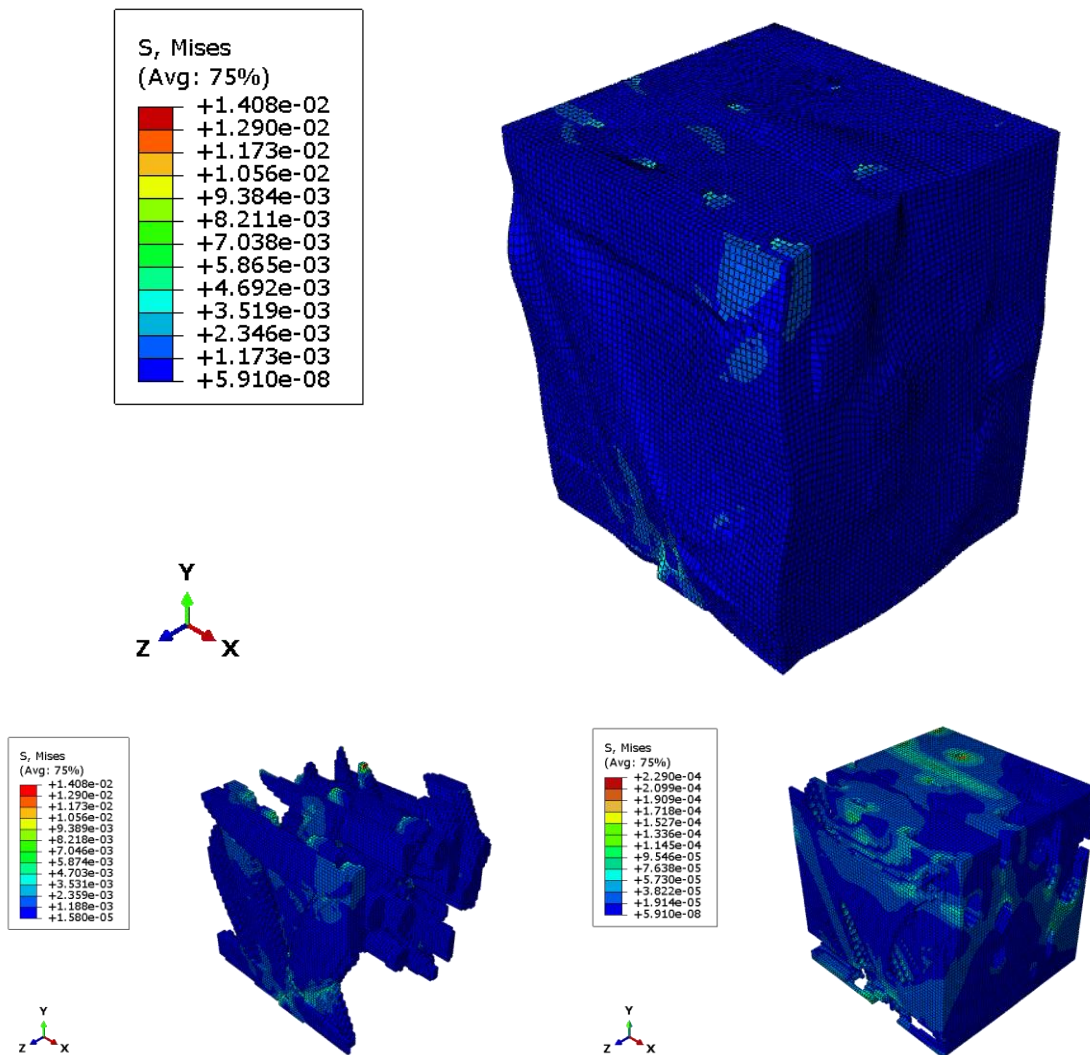 S, Mises
(Avg: 75%)
+1.408e-02
+1.290e-02
+1.173e-02
+1.056e-02
+9.384e-03
+8.211e-03
+7.038e-03
+5.865e-03
+4.692e-03
+3.519e-03
+2.346e-03
+1.173e-03
+5.910e-08
Y
Z X
S, Mises
(Avg: 75%)
+1.408e-02
+1.290e-02
+1.173e-02
+1.056e-02
+9.389e-03
+8.218e-03
+7.046e-03
+5.874e-03
+4.703e-03
+3.531e-03
+2.359e-03
+1.188e-03
+1.580e-05
Y
Z X
S, Mises
(Avg: 75%)
+2.290e-04
+2.099e-04
+1.909e-04
+1.718e-04
+1.527e-04
+1.336e-04
+1.145e-04
+9.546e-05
+7.638e-05
+5.730e-05
+3.822e-05
+1.914e-05
+5.910e-08
Y
Z X